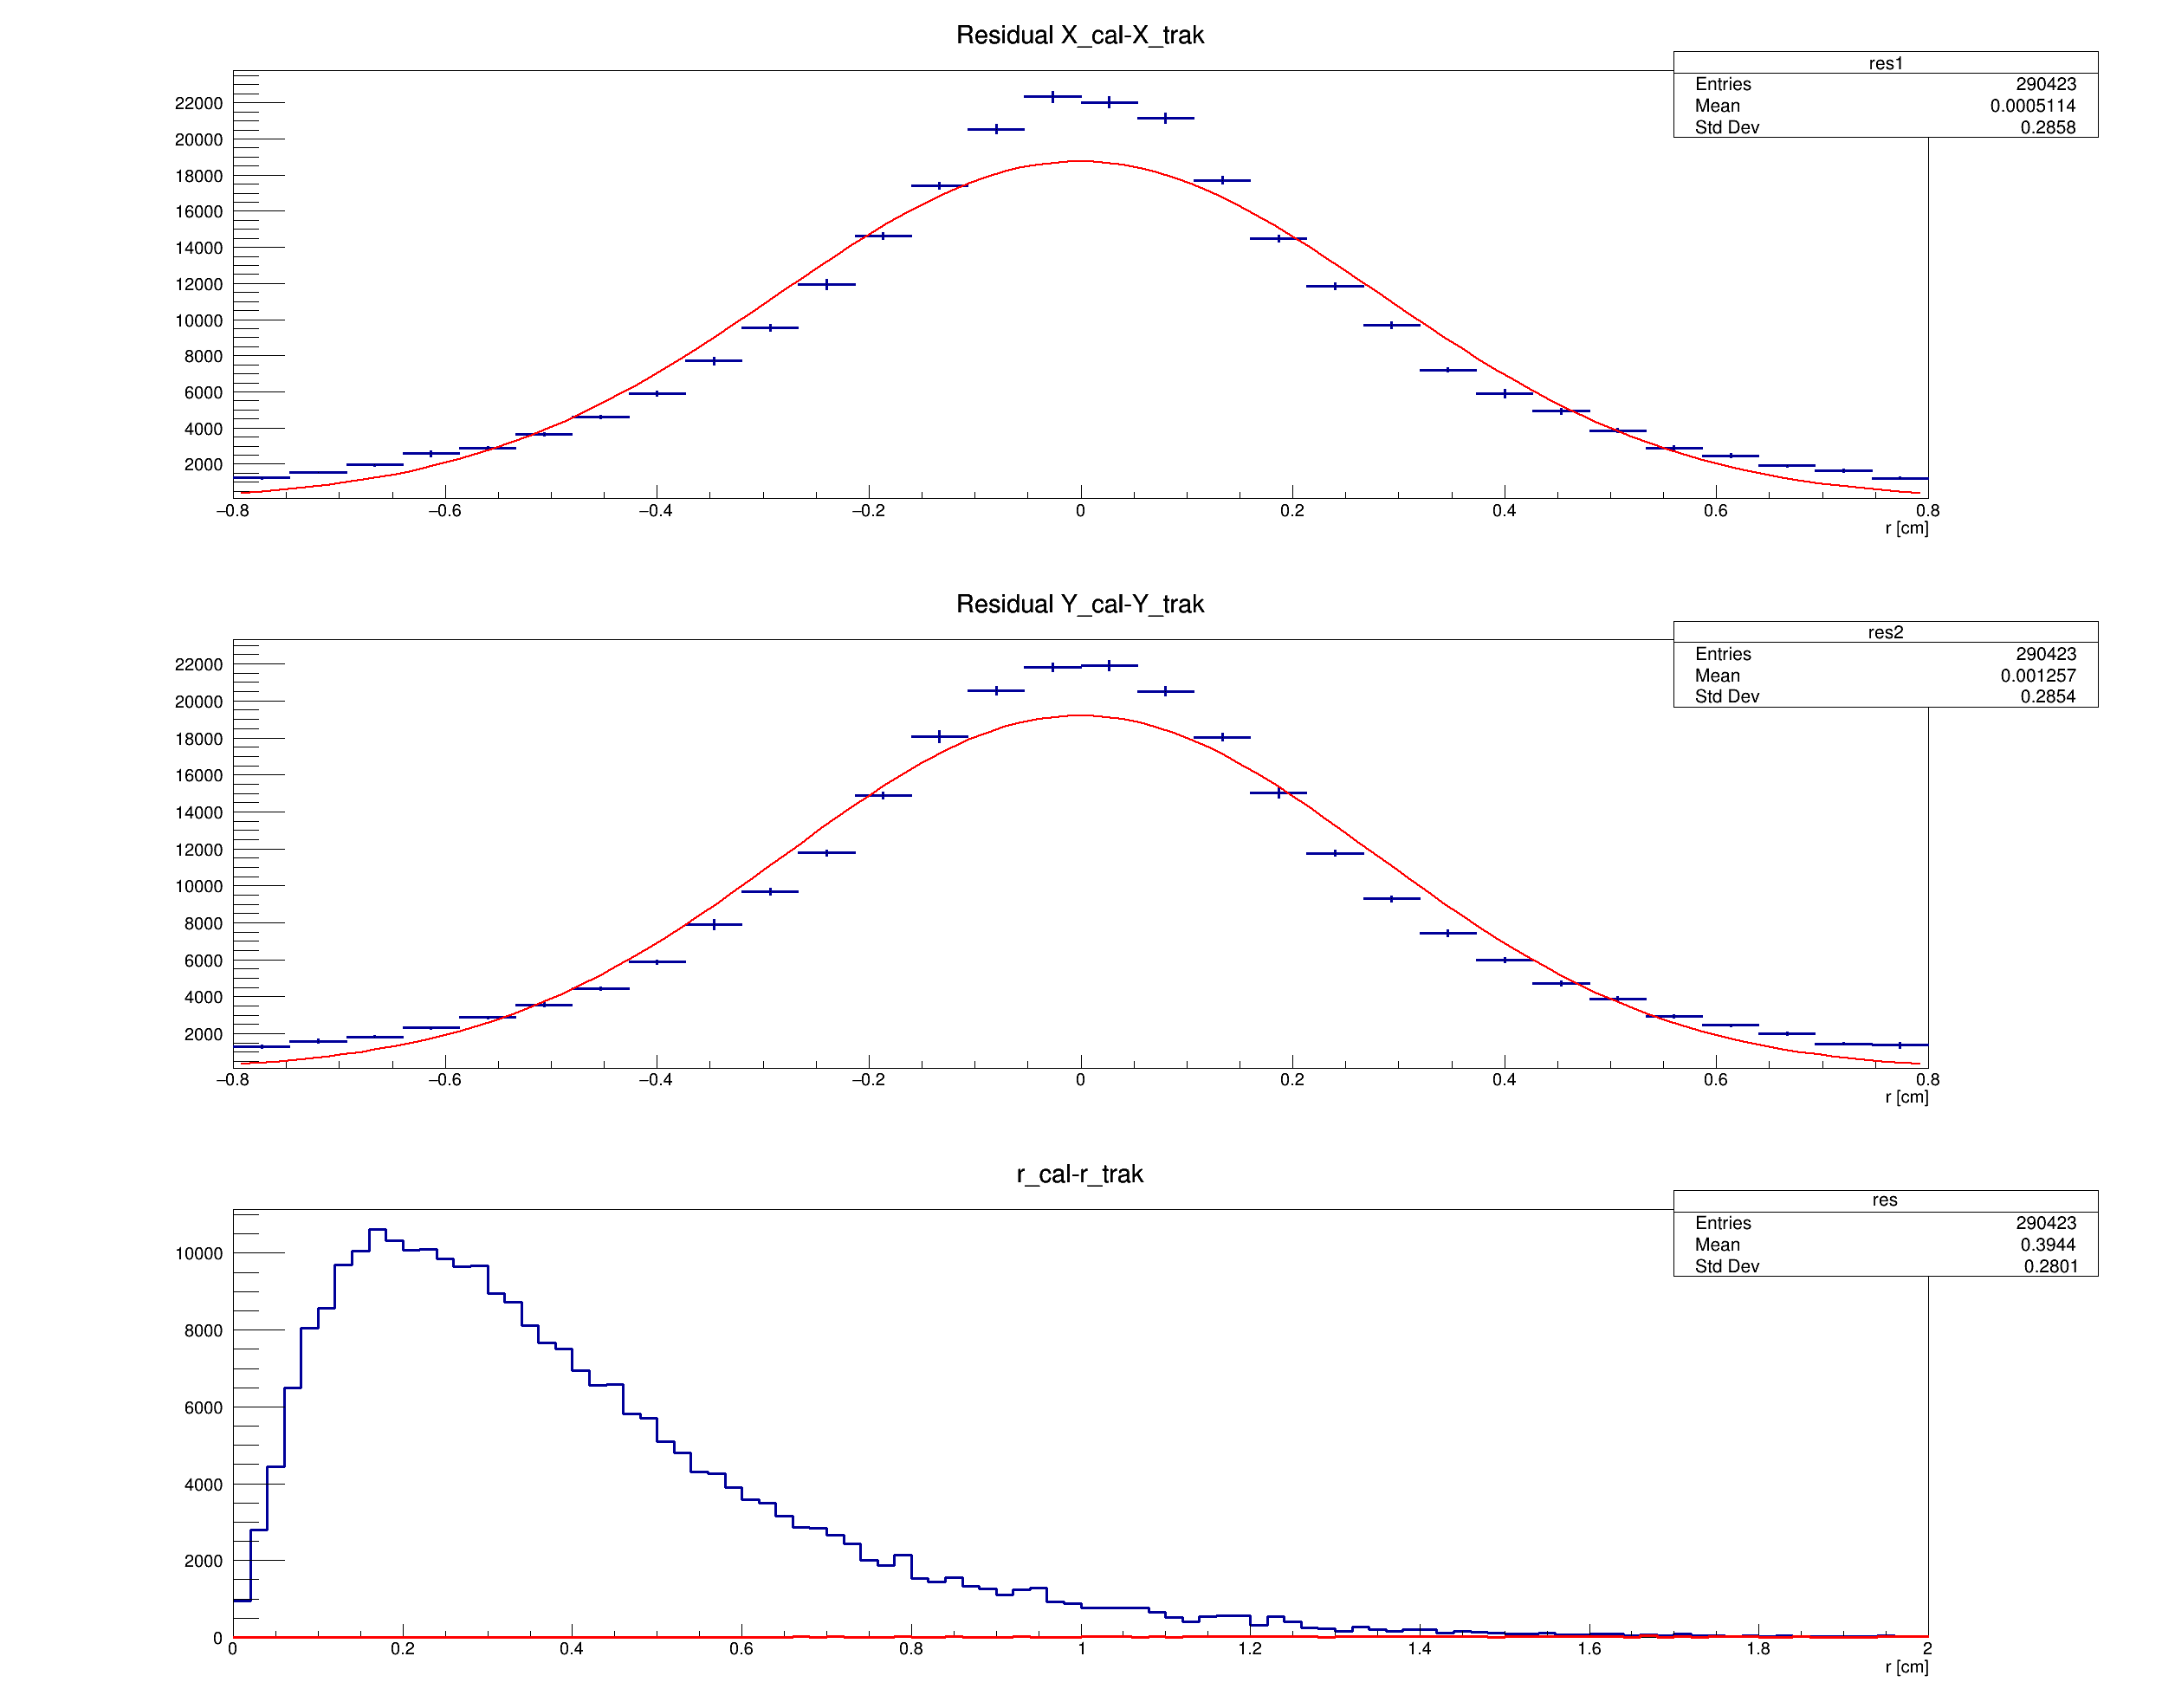 Residual X_cal-X_trak
res1
Entries 290423
Mean 0.0005114
Std Dev 0.2858
22000
20000
18000
16000
14000
12000
10000
8000
6000
4000
2000
−0.8 −0.6 −0.4 −0.2 0 0.2 0.4 0.6 0.8
r [cm]
Residual Y_cal-Y_trak
res2
Entries 290423
Mean 0.001257
Std Dev 0.2854
22000
20000
18000
16000
14000
12000
10000
8000
6000
4000
2000
−0.8 −0.6 −0.4 −0.2 0 0.2 0.4 0.6 0.8
r [cm]
r_cal-r_trak
res
Entries 290423
Mean 0.3944
Std Dev 0.2801
10000
8000
6000
4000
2000
0
0 0.2 0.4 0.6 0.8 1 1.2 1.4 1.6 1.8 2
r [cm]